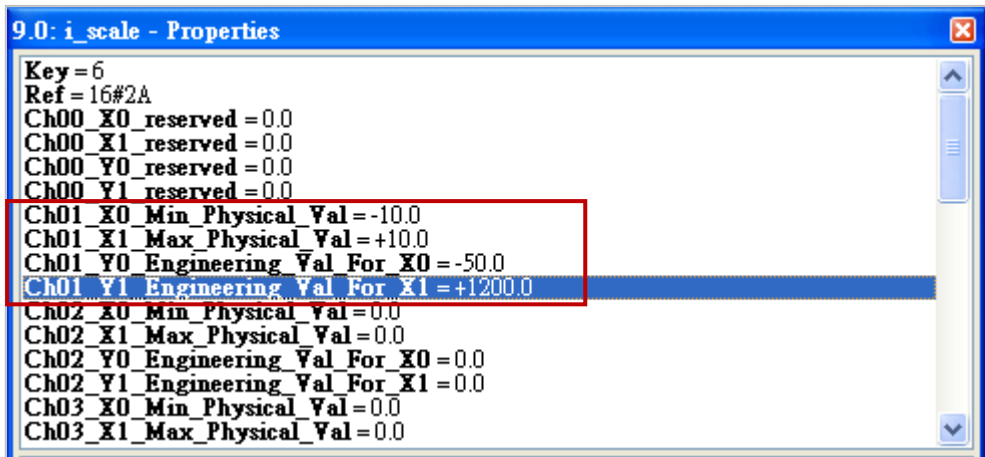 9.0: i_scale - Properties
Key = 6
Ref = 16#2A
Ch00_X0_reserved = 0.0
Ch00_X1_reserved = 0.0
Ch00_Y0_reserved = 0.0
Ch00_Y1_reserved = 0.0
Ch01_X0_Min_Physical_Val = -10.0
Ch01_X1_Max_Physical_Val = +10.0
Ch01_Y0_Engineering_Val_For_X0 = -50.0
Ch01_Y1_Engineering_Val_For_X1 = +1200.0
Ch02_X0_Min_Physical_Val = 0.0
Ch02_X1_Max_Physical_Val = 0.0
Ch02_Y0_Engineering_Val_For_X0 = 0.0
Ch02_Y1_Engineering_Val_For_X1 = 0.0
Ch03_X0_Min_Physical_Val = 0.0
Ch03_X1_Max_Physical_Val = 0.0